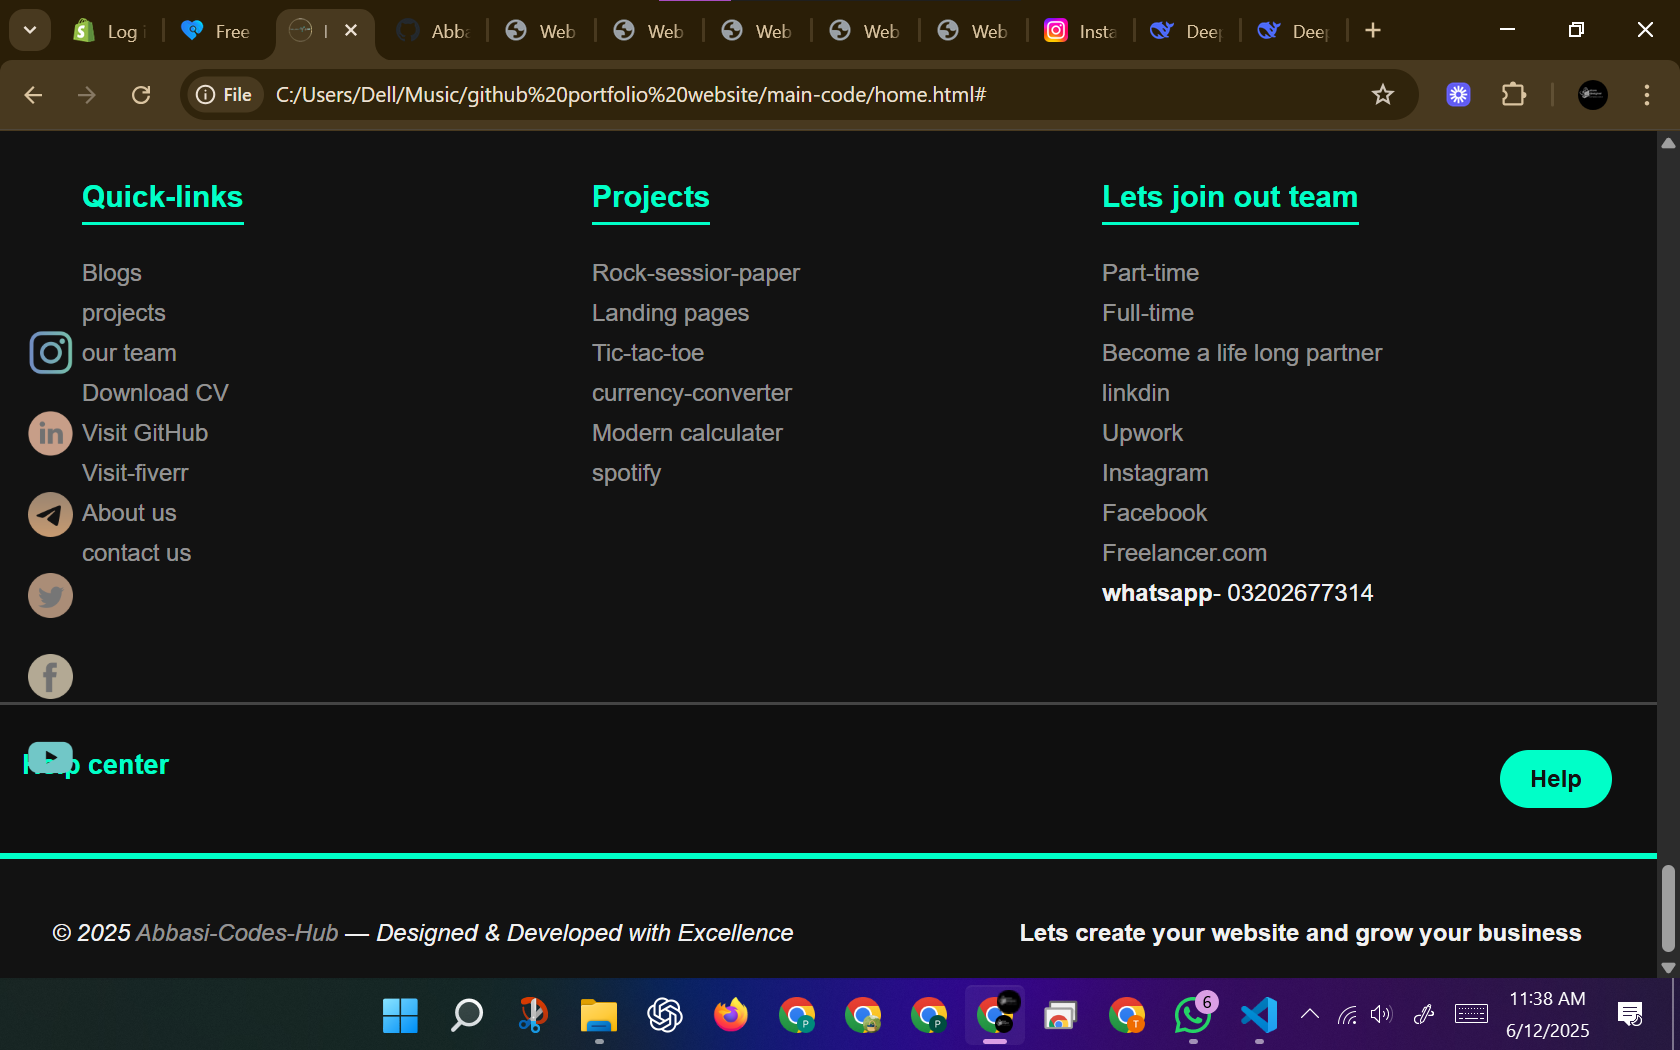 Log i
Free
Abba
Web
Web
Web
Web
Web
Insta
Deep
Deep
File
C:/Users/Dell/Music/github%20portfolio%20website/main-code/home.html#
Quick-links
Blogs
projects
our team
Download CV
Visit GitHub
Visit-fiverr
About us
contact us
Projects
Rock-sessior-paper
Landing pages
Tic-tac-toe
currency-converter
Modern calculater
spotify
Lets join out team
Part-time
Full-time
Become a life long partner
linkdin
Upwork
Instagram
Facebook
Freelancer.com
whatsapp- 03202677314
in
Help center
Help
© 2025 Abbasi-Codes-Hub — Designed & Developed with Excellence
Lets create your website and grow your business
P
P
T
6
11:38 AM
6/12/2025